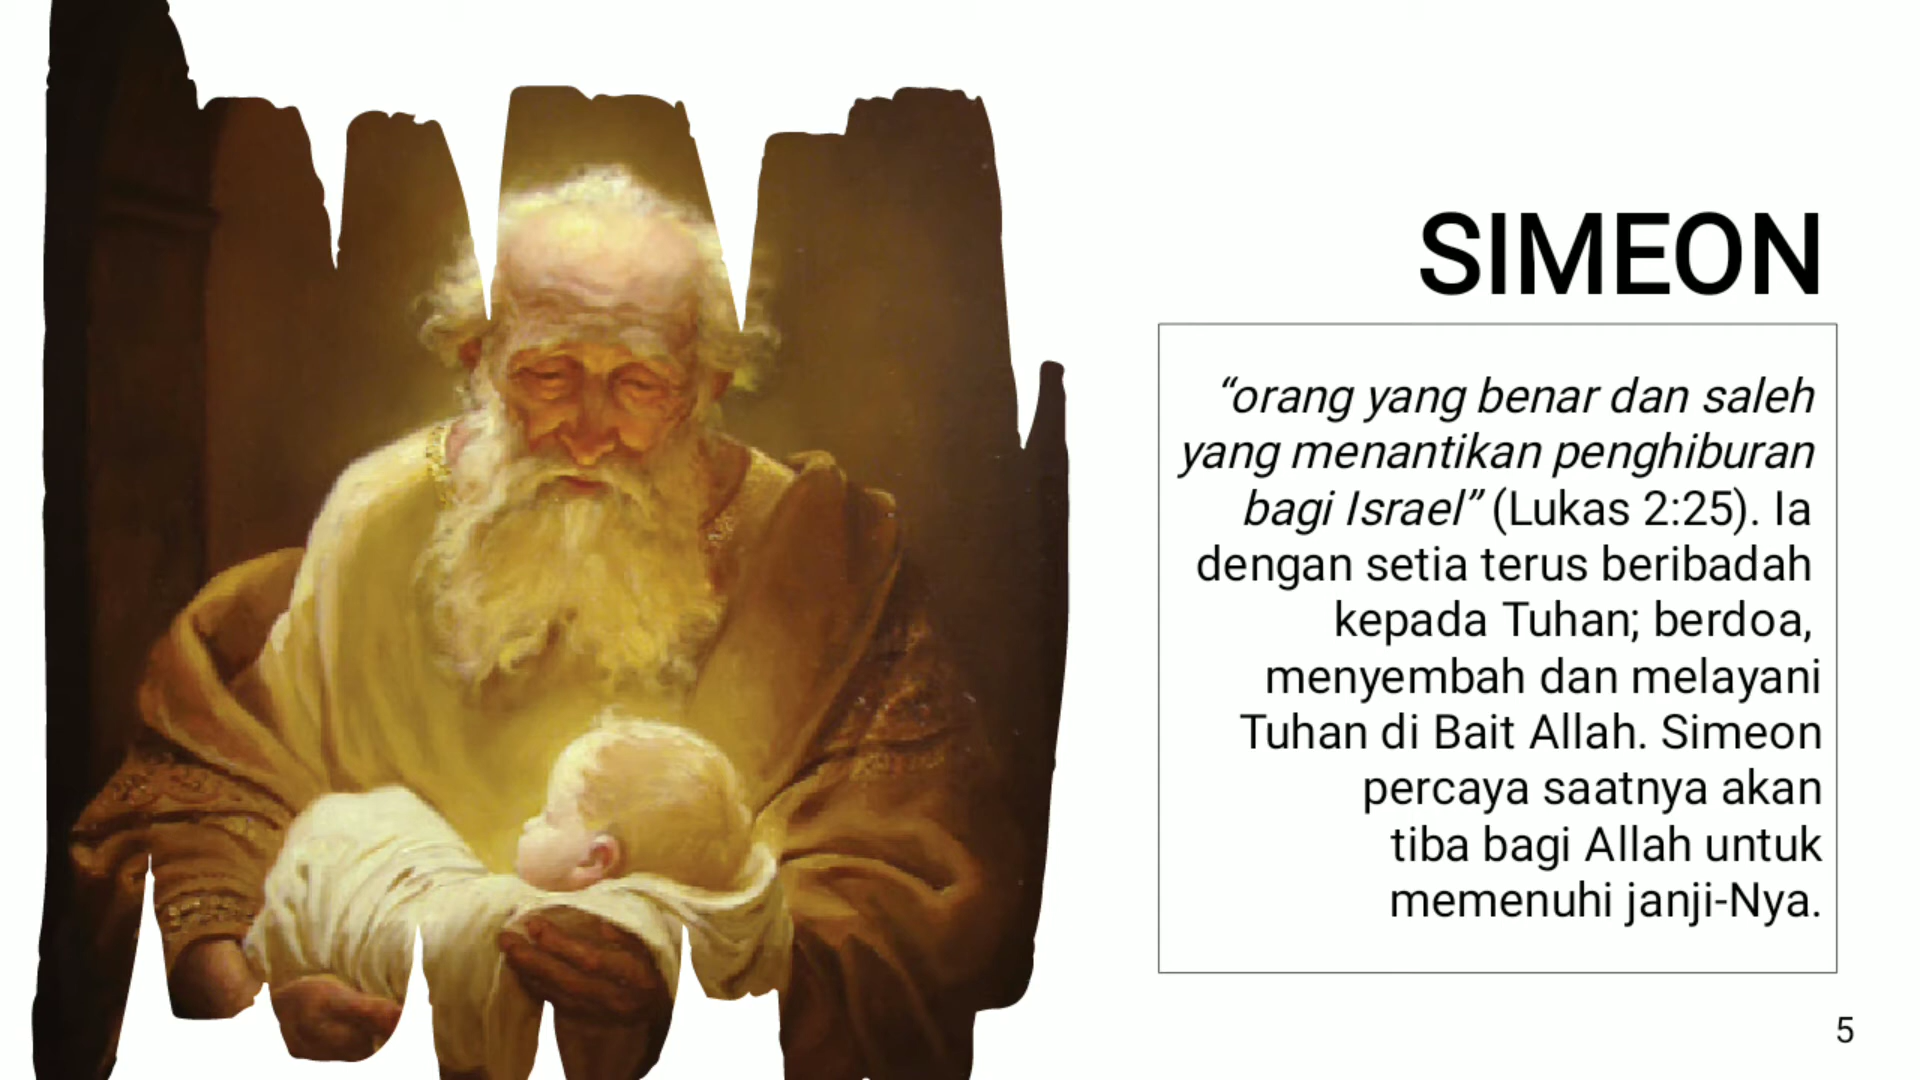 SIMEON
“orang yang benar dan saleh
yang menantikan penghiburan
bagi Israel” (Lukas 2:25). Ia
dengan setia terus beribadah
kepada Tuhan; berdoa,
menyembah dan melayani
Tuhan di Bait Allah. Simeon
percaya saatnya akan
tiba bagi Allah untuk
memenuhi janji-Nya.
5